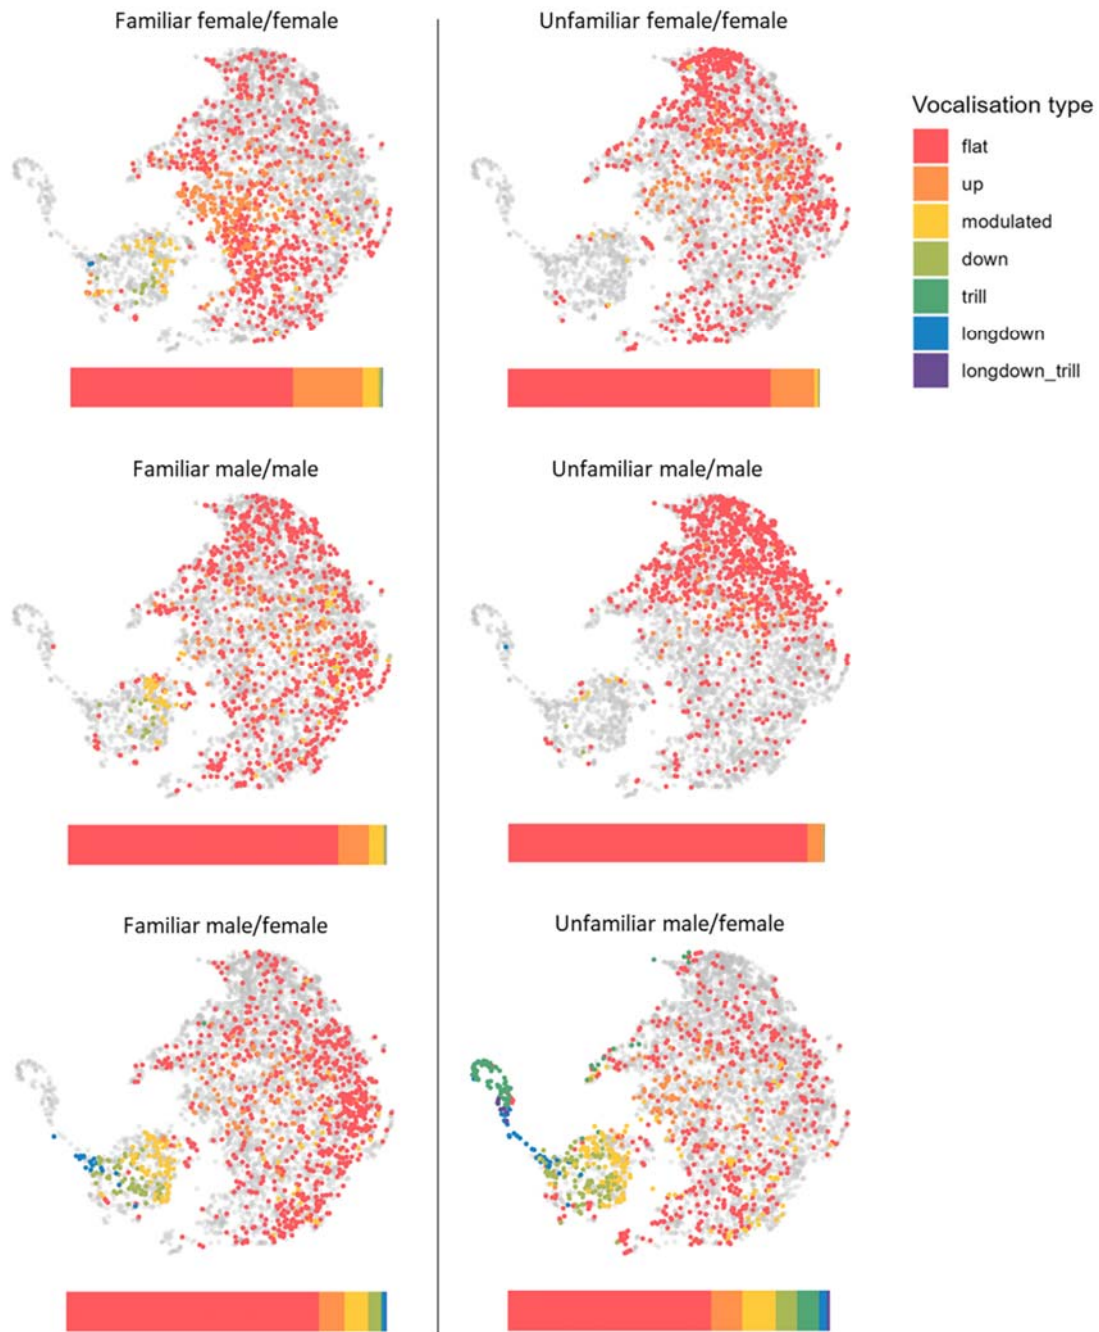 Familiar female/female
Unfamiliar female/female
Vocalisation type
flat
up
modulated
down
trill
longdown
longdown_trill
Familiar male/male
Unfamiliar male/male
Familiar male/female
Unfamiliar male/female